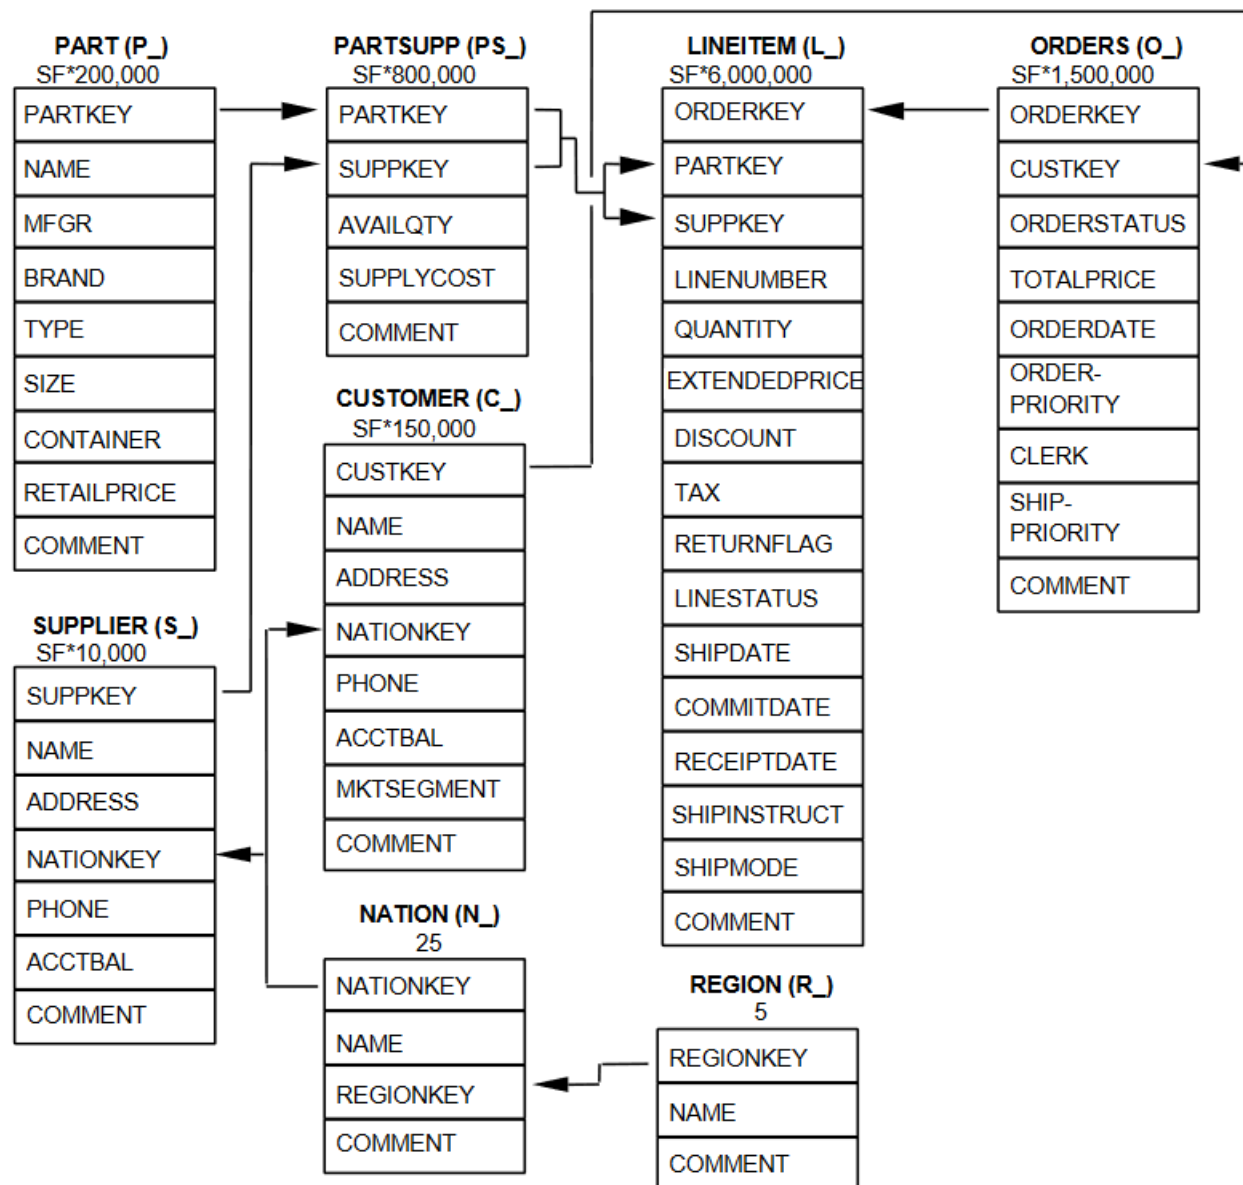 PART (P_)
SF*200,000
PARTKEY
NAME
MFGR
BRAND
TYPE
SIZE
CONTAINER
RETAILPRICE
COMMENT
SUPPLIER (S_)
SF*10,000
SUPPKEY
NAME
ADDRESS
NATIONKEY
PHONE
ACCTBAL
COMMENT
PARTSUPP (PS_)
SF*800,000
PARTKEY
SUPPKEY
AVAILQTY
SUPPLYCOST
COMMENT
CUSTOMER (C_)
SF*150,000
CUSTKEY
NAME
ADDRESS
NATIONKEY
PHONE
ACCTBAL
MKTSEGMENT
COMMENT
NATION (N_)
25
NATIONKEY
NAME
REGIONKEY
COMMENT
LINEITEM (L_)
SF*6,000,000
ORDERKEY
PARTKEY
SUPPKEY
LINENUMBER
QUANTITY
EXTENDEDPRICE
DISCOUNT
TAX
RETURNFLAG
LINESTATUS
SHIPDATE
COMMITDATE
RECEIPTDATE
SHIPINSTRUCT
SHIPMODE
COMMENT
REGION (R_)
5
REGIONKEY
NAME
COMMENT
ORDERS (O_)
SF*1,500,000
ORDERKEY
CUSTKEY
ORDERSTATUS
TOTALPRICE
ORDERDATE
ORDER-
PRIORITY
CLERK
SHIP-
PRIORITY
COMMENT